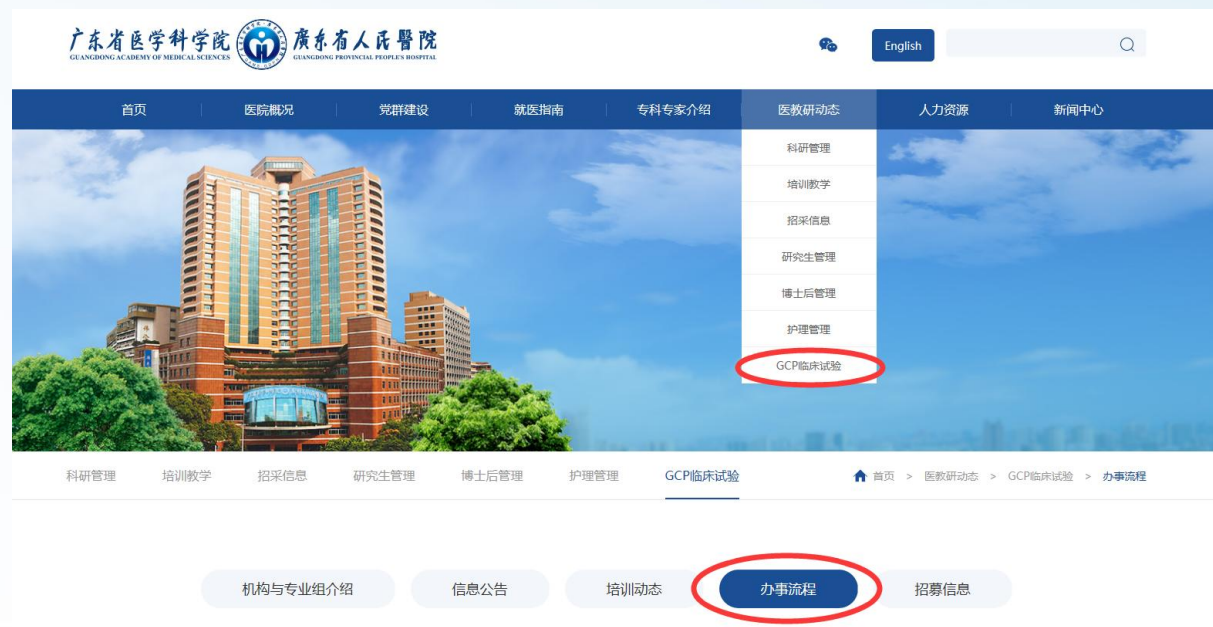 广东省医学科学院 廣东省人民醫院
GUANGDONG ACADEMY OF MEDICAL SCIENCES GUANGDONG PROVINCIAL PEOPLE'S HOSPITAL
English
首页 医院概况 党群建设 就医指南 专科专家介绍 医教研动态 人力资源 新闻中心
科研管理
培训教学
招采信息
研究生管理
博士后管理
护理管理
GCP临床试验
科研管理 培训教学 招采信息 研究生管理 博士后管理 护理管理 GCP临床试验 首页 > 医教研动态 > GCP临床试验 > 办事流程
机构与专业组介绍 信息公告 培训动态 办事流程 招募信息